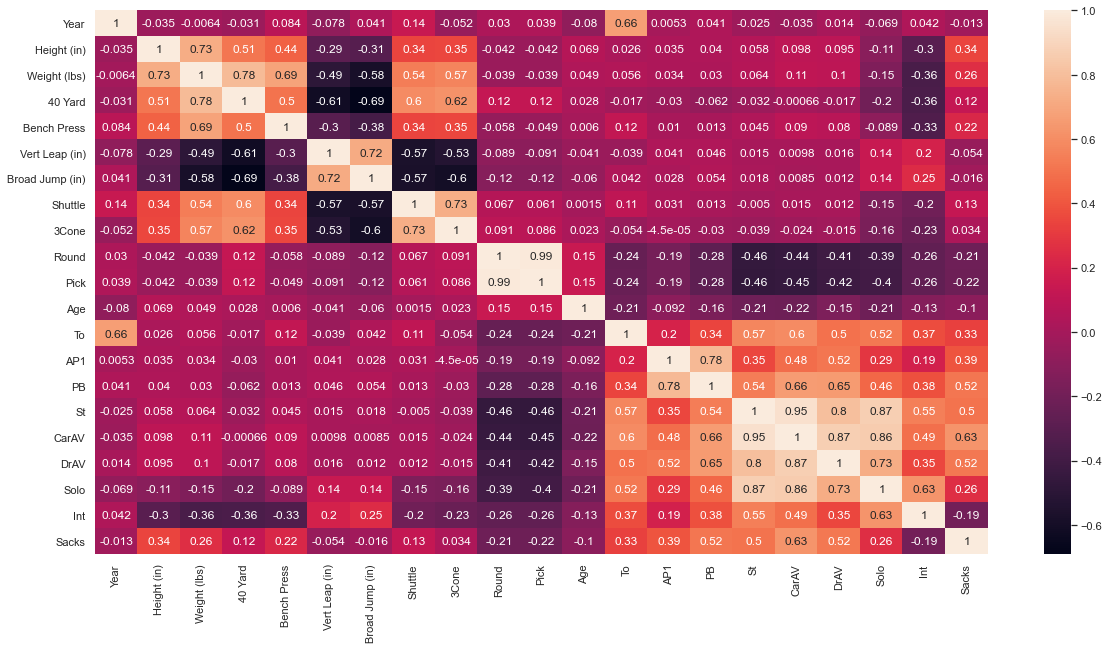 Year 1 -0.035 -0.0064 -0.031 0.084 -0.078 0.041 0.14 -0.052 0.03 0.039 -0.08 0.66 0.0053 0.041 -0.025 -0.035 0.014 -0.069 0.042 -0.013
Height (in) -0.035 1 0.73 0.51 0.44 -0.29 -0.31 0.34 0.35 -0.042 -0.042 0.069 0.026 0.035 0.04 0.058 0.098 0.095 -0.11 -0.3 0.34
Weight (lbs) -0.0064 0.73 1 0.78 0.69 -0.49 -0.58 0.54 0.57 -0.039 -0.039 0.049 0.056 0.034 0.03 0.064 0.11 0.1 -0.15 -0.36 0.26
40 Yard -0.031 0.51 0.78 1 0.5 -0.61 -0.69 0.6 0.62 0.12 0.12 0.028 -0.017 -0.03 -0.062 -0.032 -0.00066 -0.017 -0.2 -0.36 0.12
Bench Press 0.084 0.44 0.69 0.5 1 -0.3 -0.38 0.34 0.35 -0.058 -0.049 0.006 0.12 0.01 0.013 0.045 0.09 0.08 -0.089 -0.33 0.22
Vert Leap (in) -0.078 -0.29 -0.49 -0.61 -0.3 1 0.72 -0.57 -0.53 -0.089 -0.091 -0.041 -0.039 0.041 0.046 0.015 0.0098 0.016 0.14 0.2 -0.054
Broad Jump (in) 0.041 -0.31 -0.58 -0.69 -0.38 0.72 1 -0.57 -0.6 -0.12 -0.12 -0.06 0.042 0.028 0.054 0.018 0.0085 0.012 0.14 0.25 -0.016
Shuttle 0.14 0.34 0.54 0.6 0.34 -0.57 -0.57 1 0.73 0.067 0.061 0.0015 0.11 0.031 0.013 -0.005 0.015 0.012 -0.15 -0.2 0.13
3Cone -0.052 0.35 0.57 0.62 0.35 -0.53 -0.6 0.73 1 0.091 0.086 0.023 -0.054 -4.5e-05 -0.03 -0.039 -0.024 -0.015 -0.16 -0.23 0.034
Round 0.03 -0.042 -0.039 0.12 -0.058 -0.089 -0.12 0.067 0.091 1 0.99 0.15 -0.24 -0.19 -0.28 -0.46 -0.44 -0.41 -0.39 -0.26 -0.21
Pick 0.039 -0.042 -0.039 0.12 -0.049 -0.091 -0.12 0.061 0.086 0.99 1 0.15 -0.24 -0.19 -0.28 -0.46 -0.45 -0.42 -0.4 -0.26 -0.22
Age -0.08 0.069 0.049 0.028 0.006 -0.041 -0.06 0.0015 0.023 0.15 0.15 1 -0.21 -0.092 -0.16 -0.21 -0.22 -0.15 -0.21 -0.13 -0.1
To 0.66 0.026 0.056 -0.017 0.12 -0.039 0.042 0.11 -0.054 -0.24 -0.24 -0.21 1 0.2 0.34 0.57 0.6 0.5 0.52 0.37 0.33
AP1 0.0053 0.035 0.034 -0.03 0.01 0.041 0.028 0.031 -4.5e-05 -0.19 -0.19 -0.092 0.2 1 0.78 0.35 0.48 0.52 0.29 0.19 0.39
PB 0.041 0.04 0.03 -0.062 0.013 0.046 0.054 0.013 -0.03 -0.28 -0.28 -0.16 0.34 0.78 1 0.54 0.66 0.65 0.46 0.38 0.52
St -0.025 0.058 0.064 -0.032 0.045 0.015 0.018 -0.005 -0.039 -0.46 -0.46 -0.21 0.57 0.35 0.54 1 0.95 0.8 0.87 0.55 0.5
CarAV -0.035 0.098 0.11 -0.00066 0.09 0.0098 0.0085 0.015 -0.024 -0.44 -0.45 -0.22 0.6 0.48 0.66 0.95 1 0.87 0.86 0.49 0.63
DrAV 0.014 0.095 0.1 -0.017 0.08 0.016 0.012 0.012 -0.015 -0.41 -0.42 -0.15 0.5 0.52 0.65 0.8 0.87 1 0.73 0.35 0.52
Solo -0.069 -0.11 -0.15 -0.2 -0.089 0.14 0.14 -0.15 -0.16 -0.39 -0.4 -0.21 0.52 0.29 0.46 0.87 0.86 0.73 1 0.63 0.26
Int 0.042 -0.3 -0.36 -0.36 -0.33 0.2 0.25 -0.2 -0.23 -0.26 -0.26 -0.13 0.37 0.19 0.38 0.55 0.49 0.35 0.63 1 -0.19
Sacks -0.013 0.34 0.26 0.12 0.22 -0.054 -0.016 0.13 0.034 -0.21 -0.22 -0.1 0.33 0.39 0.52 0.5 0.63 0.52 0.26 -0.19 1
Year
Height (in)
Weight (lbs)
40 Yard
Bench Press
Vert Leap (in)
Broad Jump (in)
Shuttle
3Cone
Round
Pick
Age
To
AP1
PB
St
CarAV
DrAV
Solo
Int
Sacks
1.0
0.8
0.6
0.4
0.2
0.0
−0.2
−0.4
−0.6